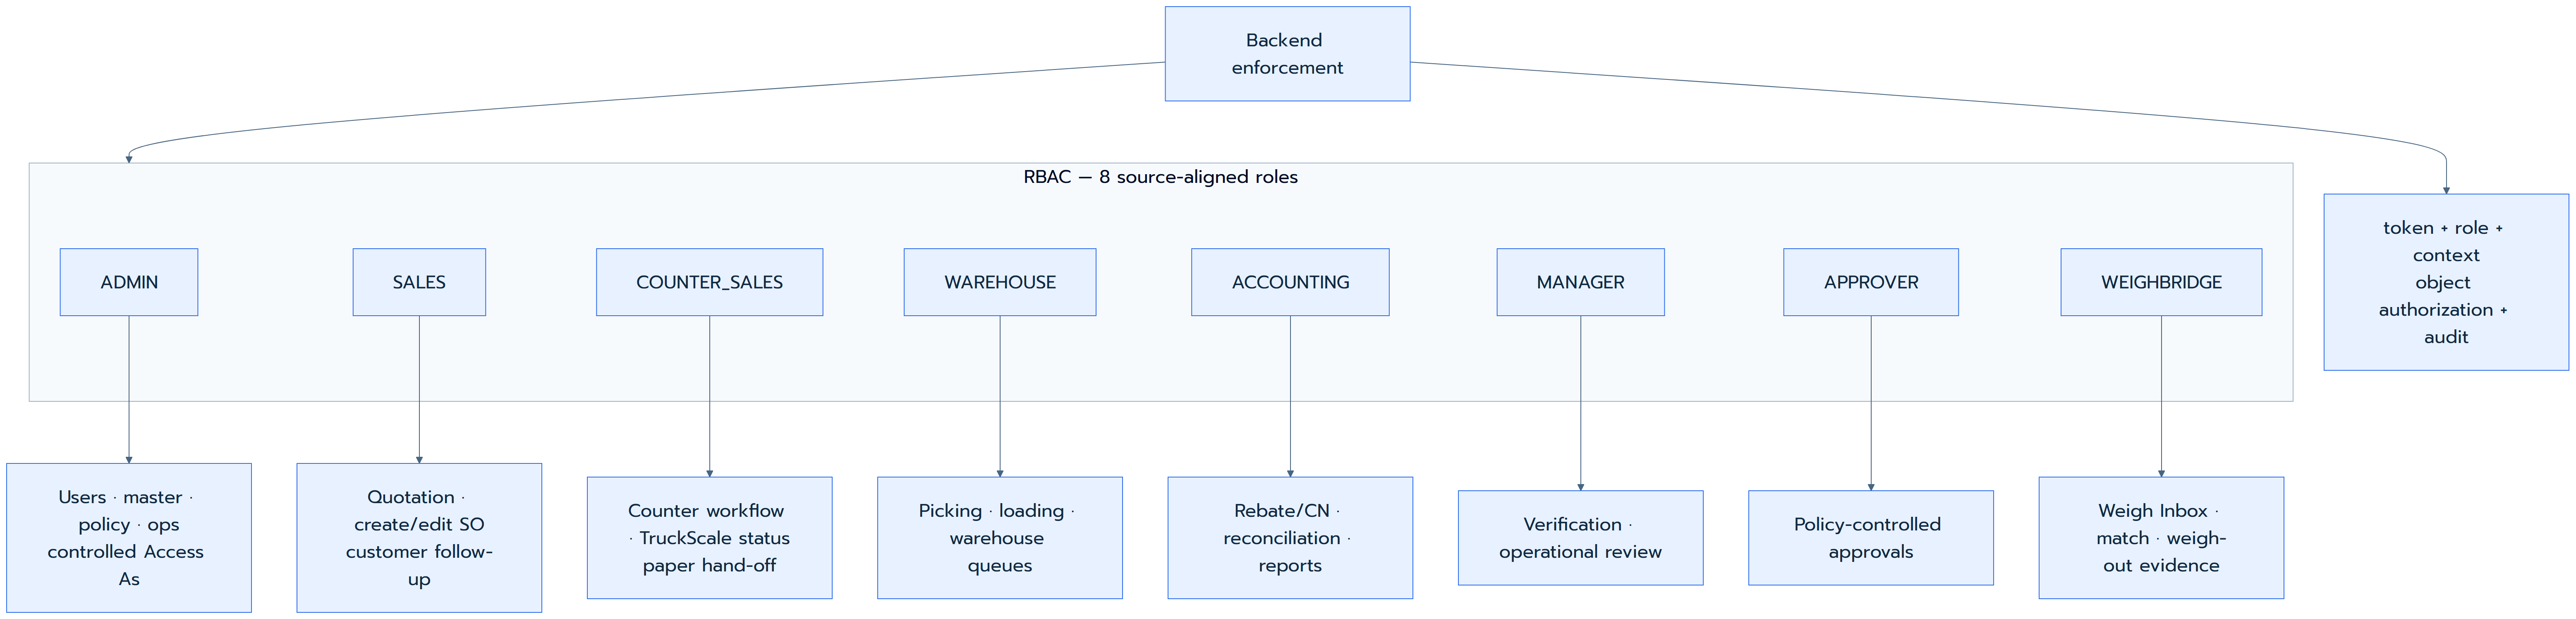 Backend
enforcement
RBAC — 8 source-aligned roles
ADMIN
SALES
COUNTER_SALES
WAREHOUSE
ACCOUNTING
MANAGER
APPROVER
WEIGHBRIDGE
token + role +
context
object
authorization +
audit
Users · master ·
policy · ops
controlled Access
As
Quotation ·
create/edit SO
customer follow-
up
Counter workflow
· TruckScale status
paper hand-off
Picking · loading ·
warehouse
queues
Rebate/CN ·
reconciliation ·
reports
Verification ·
operational review
Policy-controlled
approvals
Weigh Inbox ·
match · weigh-
out evidence